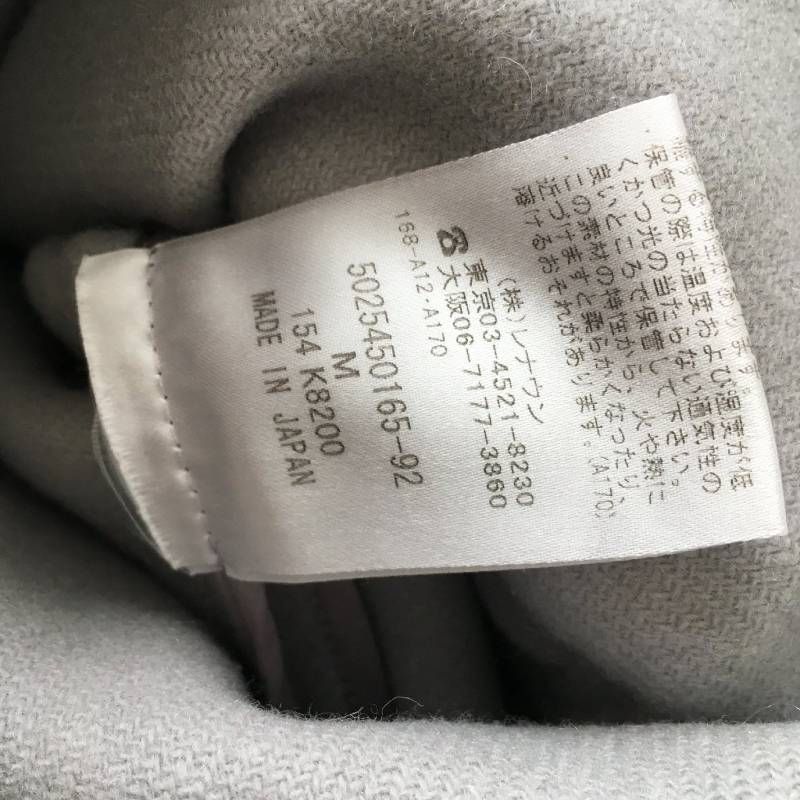 保管の際は温度および湿度が低
くかつ光の当たらない通気性の
良いところで保管して下さい。
この素材の特性から、火や熱に
近づけますと柔らかくなったり、
溶けるおそれがあります。(A170)
(株)レナウン
東京03-4521-8230
大阪06-7177-3860
168-A12・A170
5025450165-92
M
154 K8200
MADE IN JAPAN